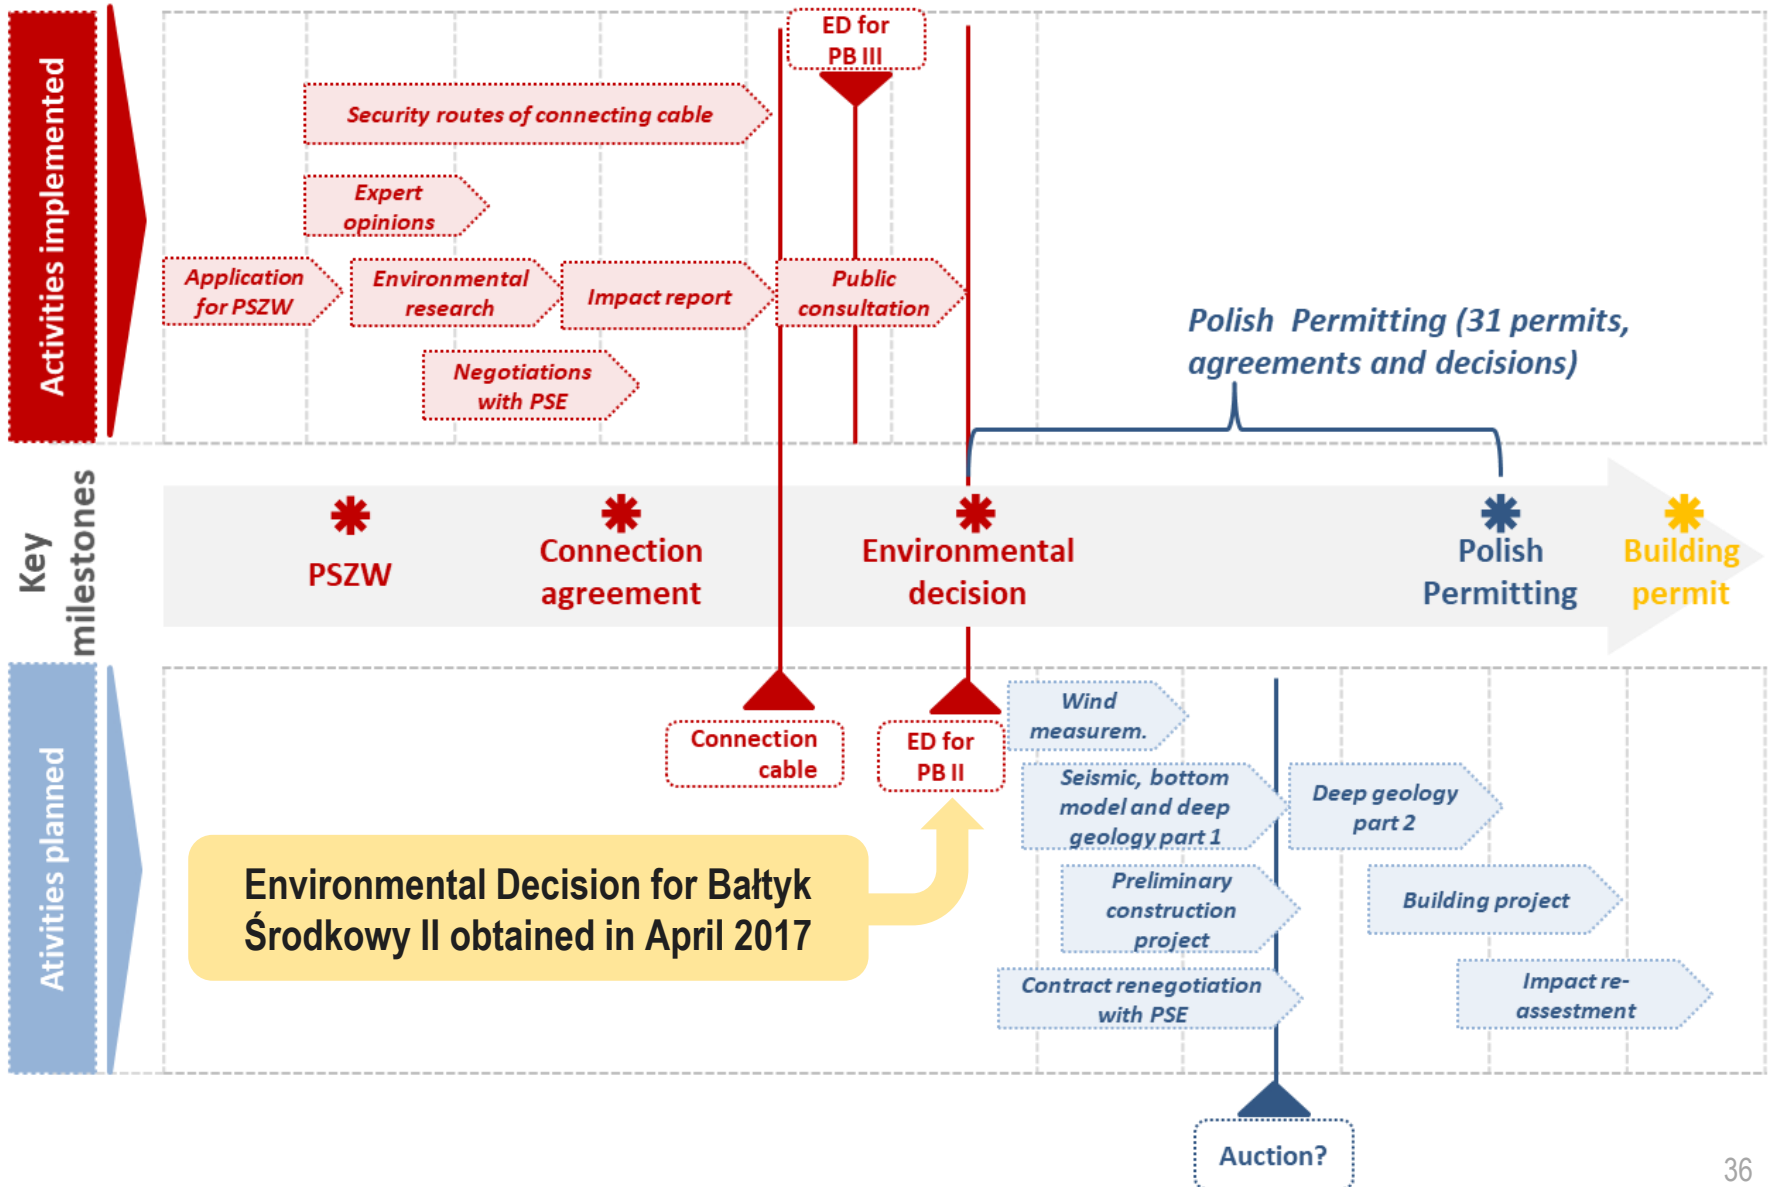 Activities implemented
ED for
PB III
Security routes of connecting cable
Expert
opinions
Application
for PSZW
Environmental
research
Impact report
Public
consultation
Negotiations
with PSE
Polish Permitting (31 permits,
agreements and decisions)
Key
milestones
PSZW
Connection
agreement
Environmental
decision
Polish
Permitting
Building
permit
Ativities planned
Connection
cable
ED for
PB II
Wind
measurem.
Seismic, bottom
model and deep
geology part 1
Deep geology
part 2
Preliminary
construction
project
Building project
Contract renegotiation
with PSE
Impact re-
assestment
Environmental Decision for Bałtyk
Środkowy II obtained in April 2017
Auction?
36